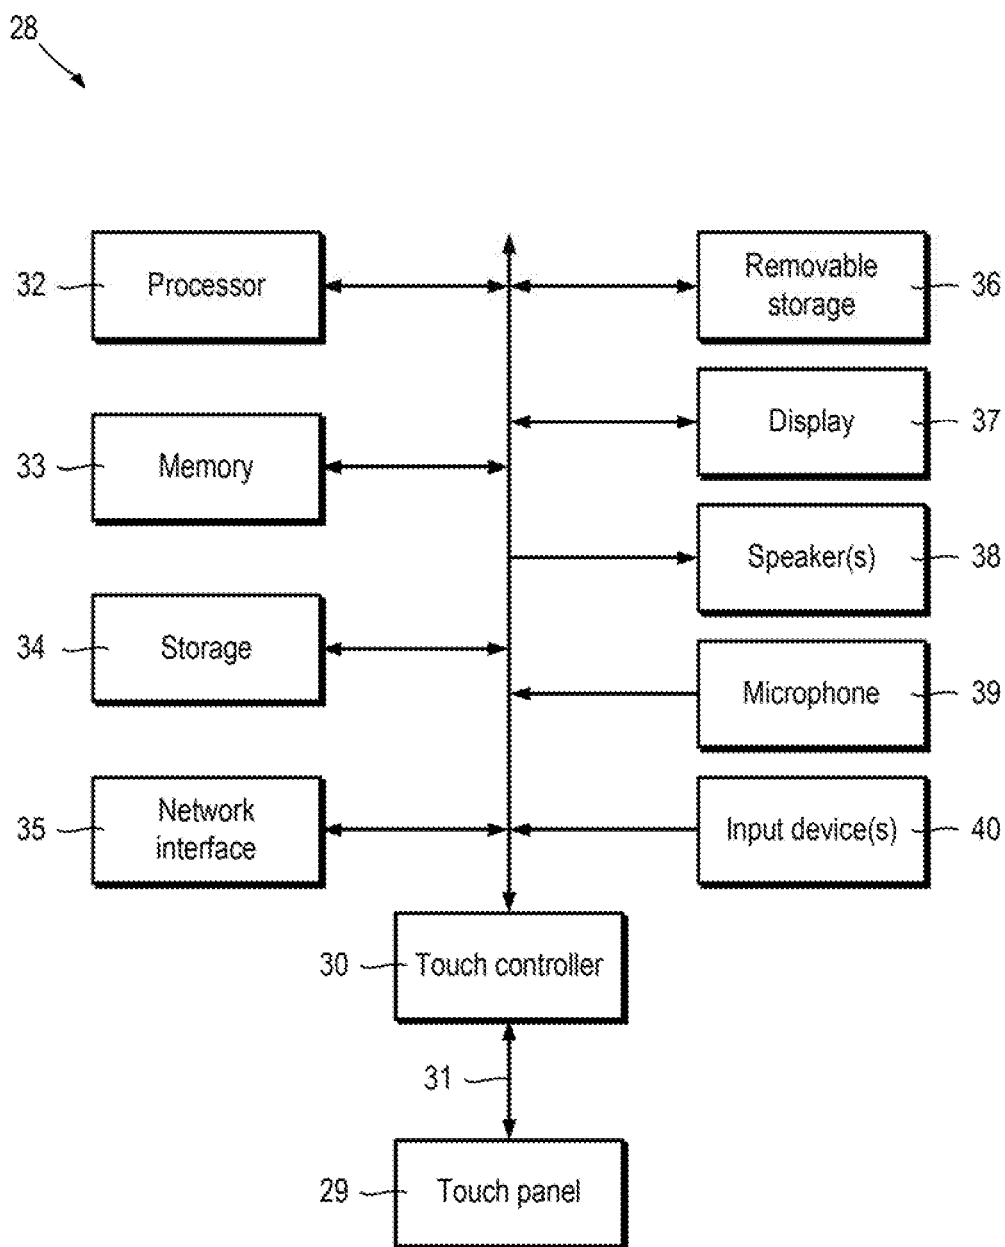 28
32
Processor
Removable
storage
36
Display
37
33
Memory
Speaker(s)
38
34
Storage
Microphone
39
35
Network
interface
Input device(s)
40
30
Touch controller
31
29
Touch panel